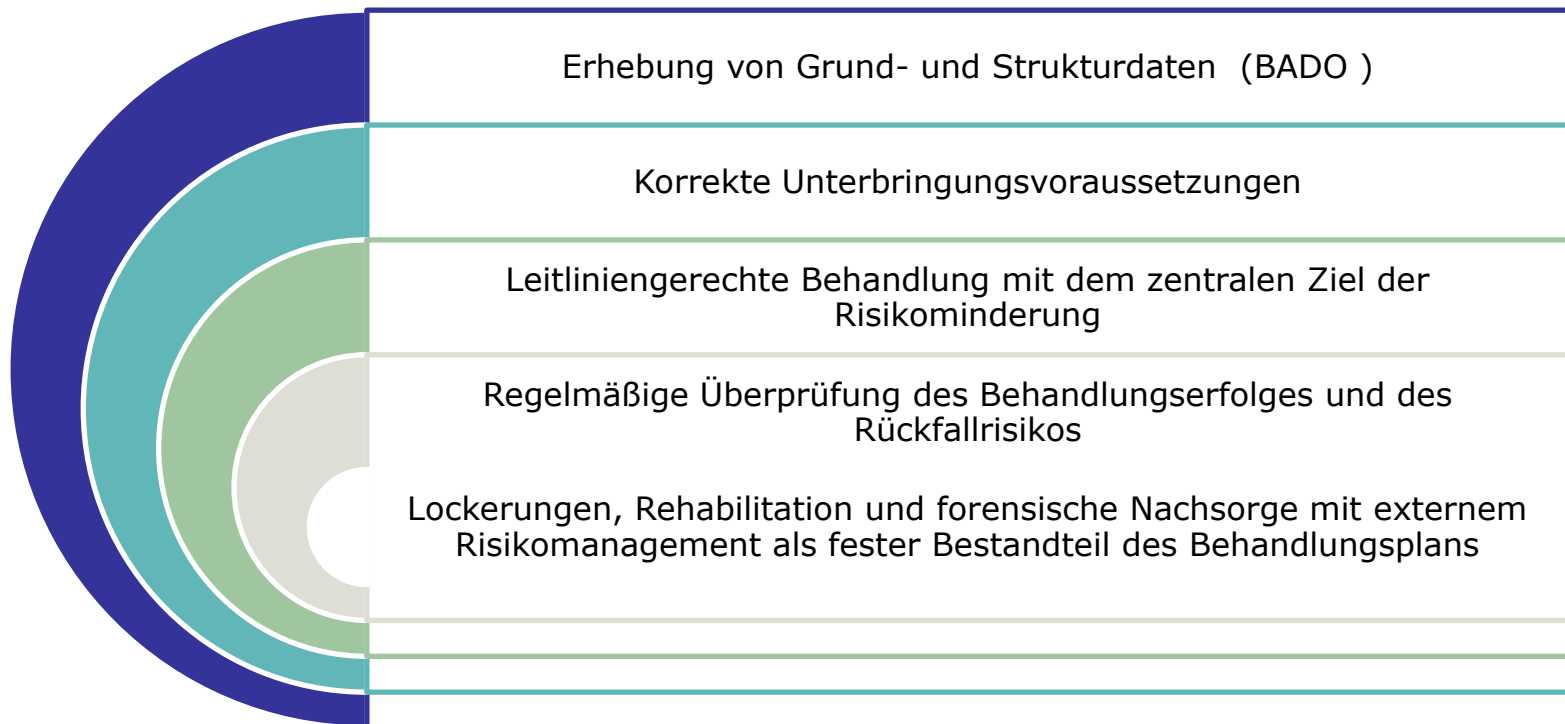 Erhebung von Grund- und Strukturdaten (BADO )
Korrekte Unterbringungsvoraussetzungen
Leitliniengerechte Behandlung mit dem zentralen Ziel der
Risikominderung
Regelmäßige Überprüfung des Behandlungserfolges und des
Rückfallrisikos
Lockerungen, Rehabilitation und forensische Nachsorge mit externem
Risikomanagement als fester Bestandteil des Behandlungsplans